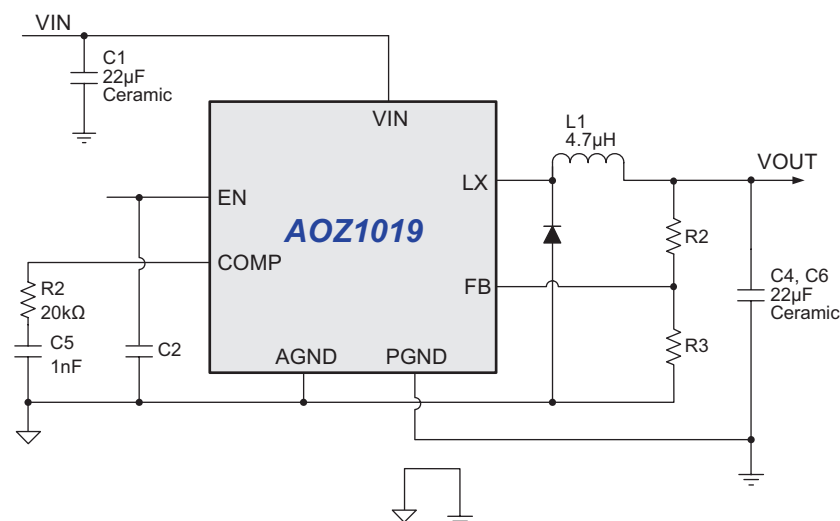 VIN
C1
22µF
Ceramic
VIN
L1
4.7µH
VOUT
LX
EN
AOZ1019
R2
COMP
FB
R2
20kΩ
C4, C6
22µF
Ceramic
C5
1nF
C2
AGND
PGND
R3